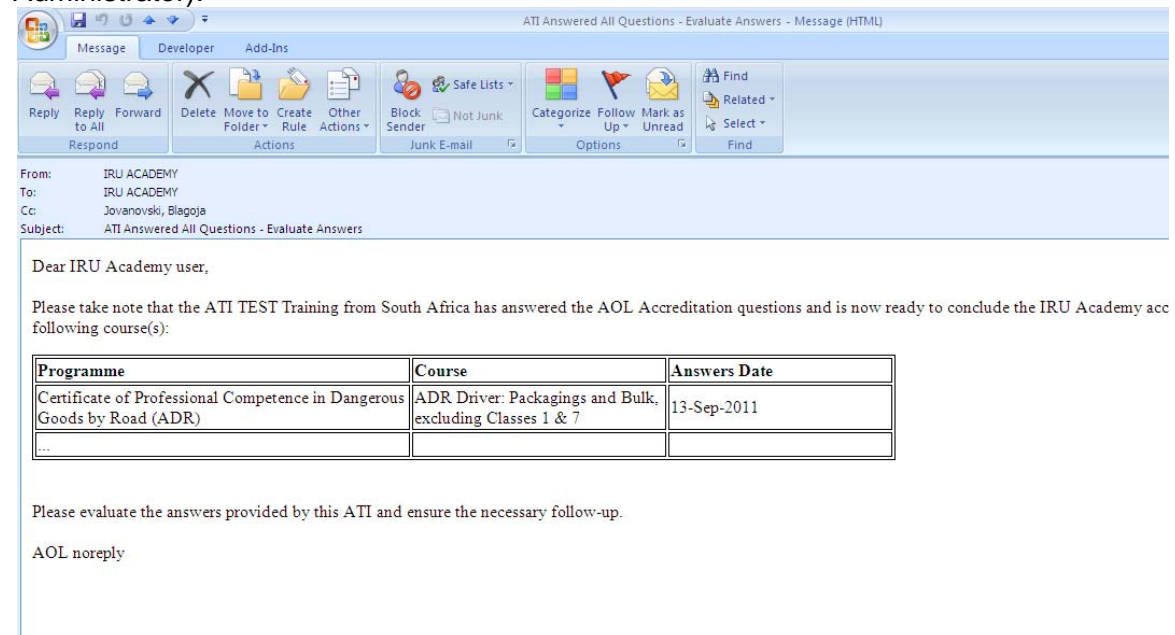 Administrator).
ATI Answered All Questions - Evaluate Answers - Message (HTML)
Message Developer Add-Ins
Reply Reply to All Forward Delete Move to Folder Create Rule Other Actions Block Sender Safe Lists Not Junk Categorize Follow Up Mark as Unread Find Related Select
Respond Actions Junk E-mail Options Find
From: IRU ACADEMY
To: IRU ACADEMY
Cc: Jovanovski, Blagoja
Subject: ATI Answered All Questions - Evaluate Answers
Dear IRU Academy user,
Please take note that the ATI TEST Training from South Africa has answered the AOL Accreditation questions and is now ready to conclude the IRU Academy acc
following course(s):
Programme Course Answers Date
Certificate of Professional Competence in Dangerous Goods by Road (ADR) ADR Driver: Packagings and Bulk, excluding Classes 1 & 7 13-Sep-2011
...
Please evaluate the answers provided by this ATI and ensure the necessary follow-up.
AOL noreply